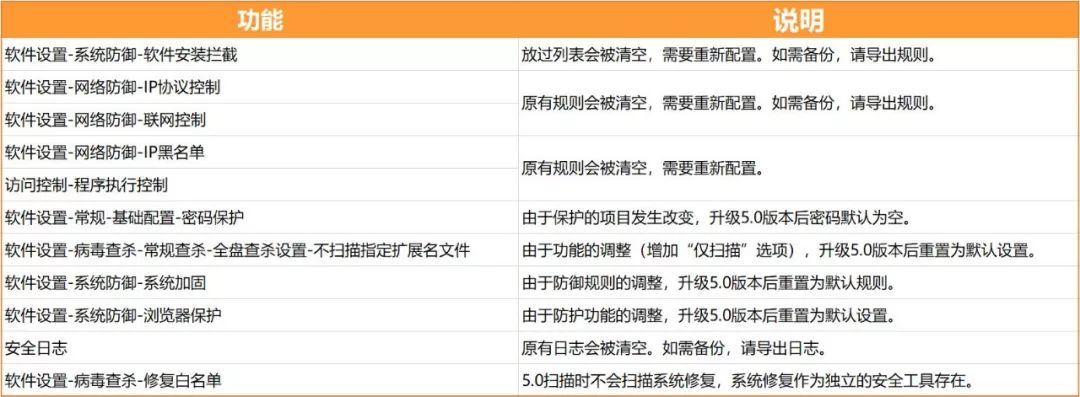 功能 说明
软件设置-系统防御-软件安装拦截 放过列表会被清空，需要重新配置。如需备份，请导出规则。
软件设置-网络防御-IP协议控制
原有规则会被清空，需要重新配置。如需备份，请导出规则。
软件设置-网络防御-联网控制
软件设置-网络防御-IP黑名单
原有规则会被清空，需要重新配置。
访问控制-程序执行控制
软件设置-常规-基础配置-密码保护 由于保护的项目发生改变，升级5.0版本后密码默认为空。
软件设置-病毒查杀-常规查杀-全盘查杀设置-不扫描指定扩展名文件 由于功能的调整（增加“仅扫描”选项），升级5.0版本后重置为默认设置。
软件设置-系统防御-系统加固 由于防御规则的调整，升级5.0版本后重置为默认规则。
软件设置-系统防御-浏览器保护 由于防护功能的调整，升级5.0版本后重置为默认设置。
安全日志 原有日志会被清空。如需备份，请导出日志。
软件设置-病毒查杀-修复白名单 5.0扫描时不会扫描系统修复，系统修复作为独立的安全工具存在。